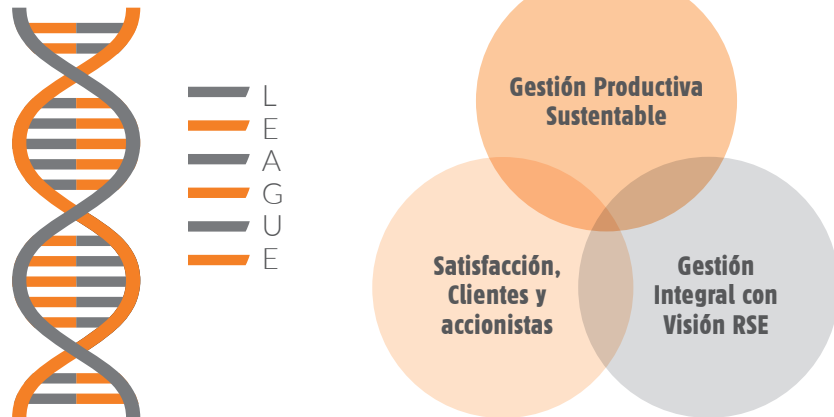 L
E
A
G
U
E
Gestión Productiva
Sustentable
Satisfacción,
Clientes y
accionistas
Gestión
Integral con
Visión RSE